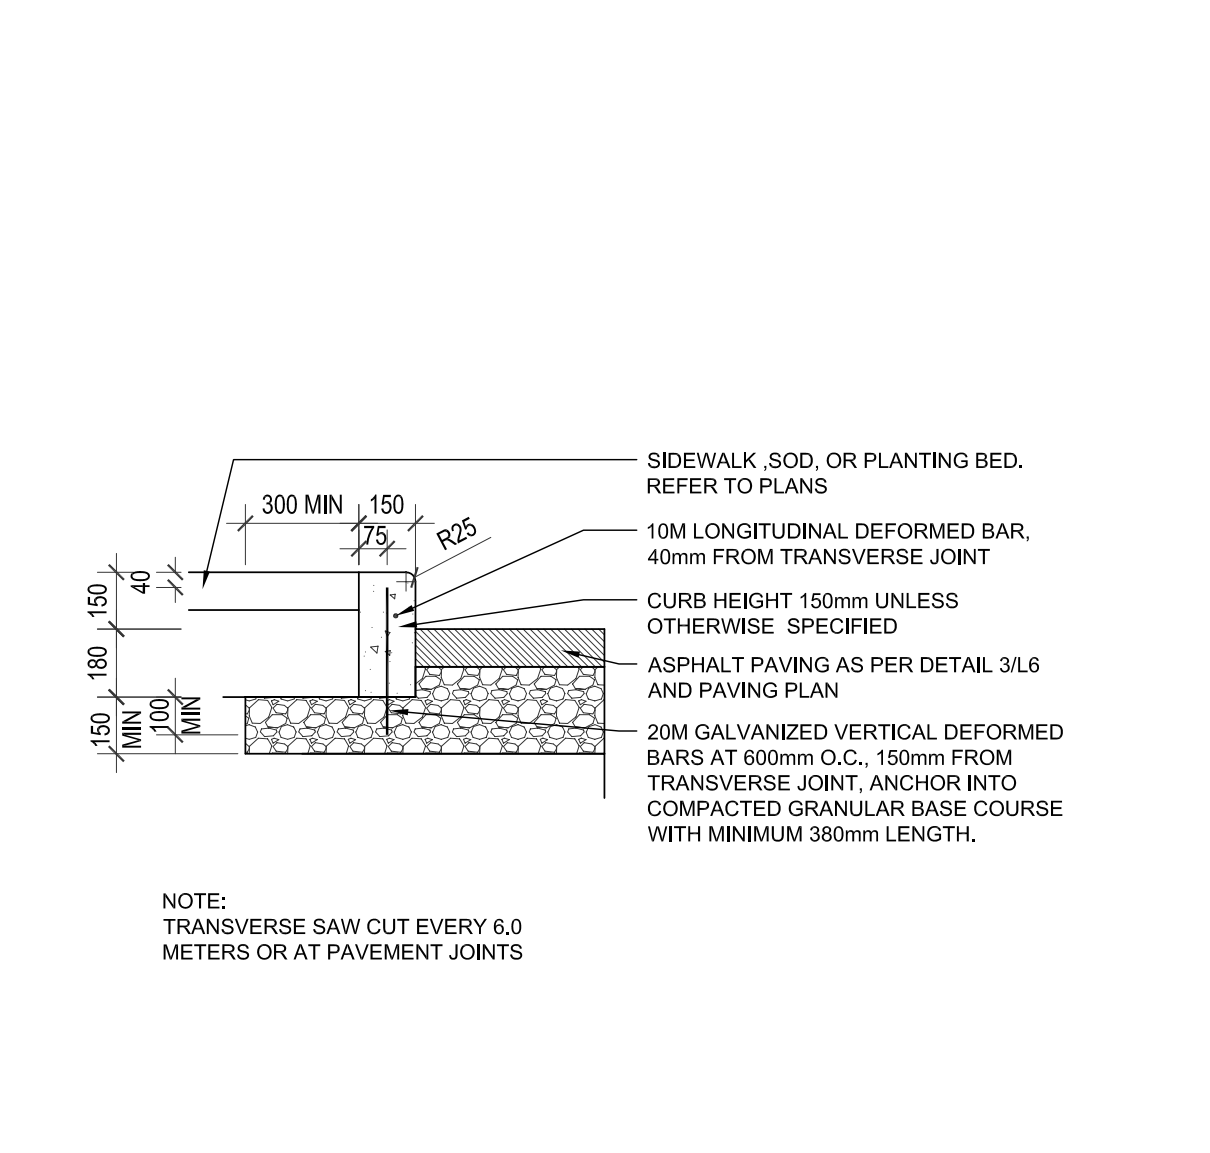 SIDEWALK ,SOD, OR PLANTING BED.
REFER TO PLANS
300 MIN
150
75
R25
10M LONGITUDINAL DEFORMED BAR,
40mm FROM TRANSVERSE JOINT
40
150
CURB HEIGHT 150mm UNLESS
OTHERWISE SPECIFIED
180
ASPHALT PAVING AS PER DETAIL 3/L6
AND PAVING PLAN
150
MIN
100
MIN
20M GALVANIZED VERTICAL DEFORMED
BARS AT 600mm O.C., 150mm FROM
TRANSVERSE JOINT, ANCHOR INTO
COMPACTED GRANULAR BASE COURSE
WITH MINIMUM 380mm LENGTH.
NOTE:
TRANSVERSE SAW CUT EVERY 6.0
METERS OR AT PAVEMENT JOINTS